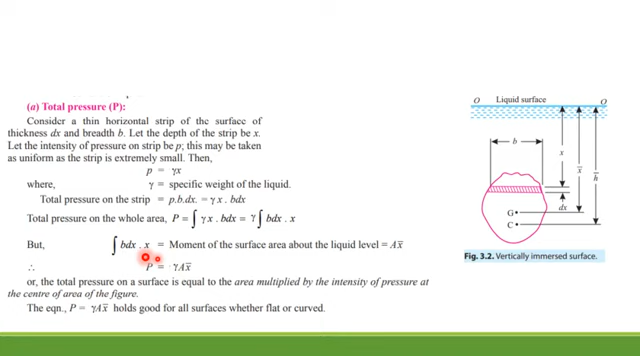 (a) Total pressure (P):
Consider a thin horizontal strip of the surface of
thickness dx and breadth b. Let the depth of the strip be x.
Let the intensity of pressure on strip be p; this may be taken
as uniform as the strip is extremely small. Then,
p = γx
where, γ = specific weight of the liquid.
Total pressure on the strip = p.b.dx = γx . bdx
Total pressure on the whole area, P = ∫ γx . bdx = γ ∫ bdx . x
But, ∫ bdx . x = Moment of the surface area about the liquid level = Ax̄
∴ P = γAx̄
or, the total pressure on a surface is equal to the area multiplied by the intensity of pressure at
the centre of area of the figure.
The eqn., P = γAx̄ holds good for all surfaces whether flat or curved.
O Liquid surface O
b
x
x̄
h̄
dx
G
C
Fig. 3.2. Vertically immersed surface.